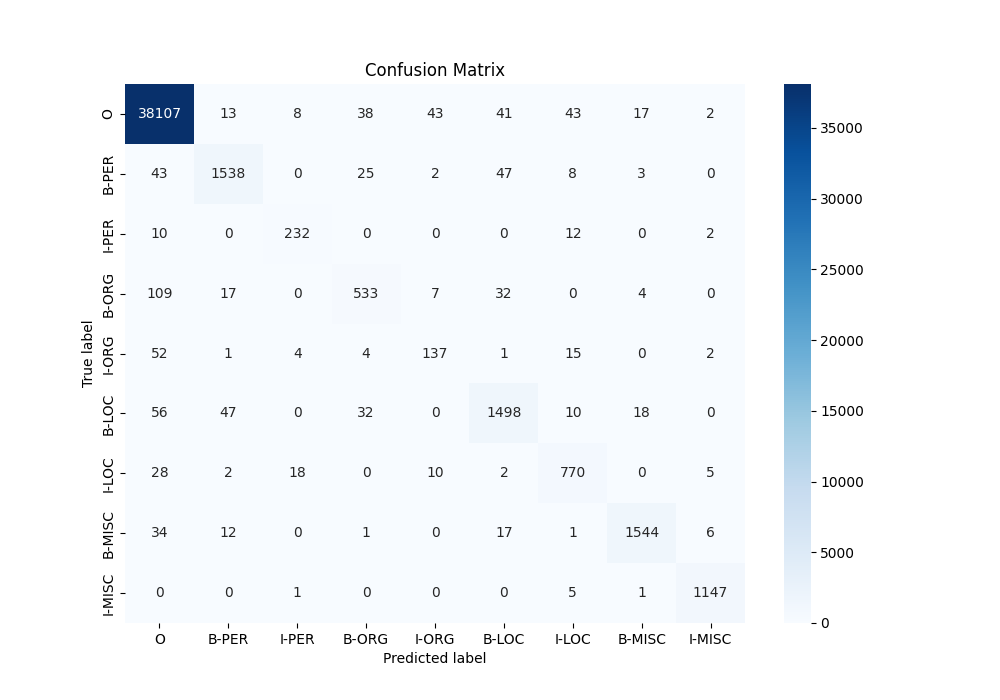 Confusion Matrix
O 38107 13 8 38 43 41 43 17 2
B-PER 43 1538 0 25 2 47 8 3 0
I-PER 10 0 232 0 0 0 12 2
B-ORG 109 17 0 533 7 32 0 4 0
I-ORG 52 1 4 4 137 1 15 0 2
B-LOC 56 47 0 32 0 1498 10 18 0
I-LOC 28 2 18 0 10 2 770 0 5
B-MISC 34 12 0 1 0 17 1 1544 6
I-MISC 0 0 1 0 0 0 5 1 1147
O B-PER I-PER B-ORG I-ORG B-LOC I-LOC B-MISC I-MISC
Predicted label
True label
35000
30000
25000
20000
15000
10000
5000
0